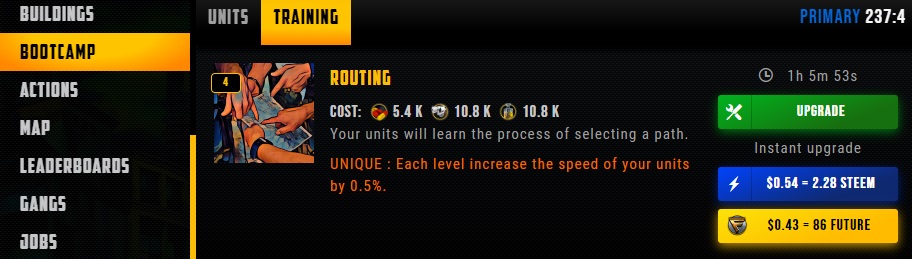 BUILDINGS
BOOTCAMP
ACTIONS
MAP
LEADERBOARDS
GANGS
JOBS
UNITS TRAINING
PRIMARY 237:4
4
ROUTING
COST: 5.4 K 10.8 K 10.8 K
Your units will learn the process of selecting a path.
UNIQUE : Each level increase the speed of your units
by 0.5%.
1h 5m 53s
UPGRADE
Instant upgrade
$0.54 = 2.28 STEEM
$0.43 = 86 FUTURE